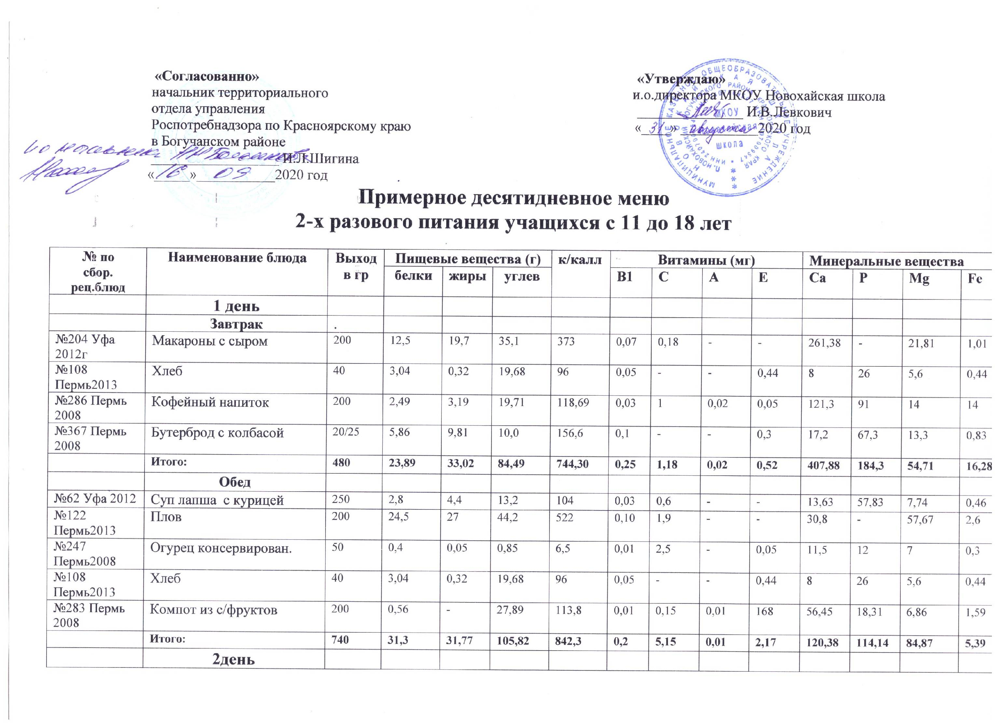 «Согласованно»
начальник территориального
отдела управления
Роспотребнадзора по Красноярскому краю
в Богучанском районе
И.Л.Шигина
«16» 09 2020 год
«Утверждаю»
и.о.директора МКОУ Новохайская школа
И.В.Левкович
«31» августа 2020 год
МУНИЦИПАЛЬНОЕ КАЗЕННОЕ ОБЩЕОБРАЗОВАТЕЛЬНОЕ УЧРЕЖДЕНИЕ
МКОУ
школа
Примерное десятидневное меню
2-х разового питания учащихся с 11 до 18 лет
№ по сбор. рец.блюд Наименование блюда Выход в гр Пищевые вещества (г) к/калл Витамины (мг) Минеральные вещества
белки жиры углев В1 С А Е Са Р Mg Fe
1 день
Завтрак .
№204 Уфа 2012г Макароны с сыром 200 12,5 19,7 35,1 373 0,07 0,18 - - 261,38 - 21,81 1,01
№108 Пермь2013 Хлеб 40 3,04 0,32 19,68 96 0,05 - - 0,44 8 26 5,6 0,44
№286 Пермь 2008 Кофейный напиток 200 2,49 3,19 19,71 118,69 0,03 1 0,02 0,05 121,3 91 14 14
№367 Пермь 2008 Бутерброд с колбасой 20/25 5,86 9,81 10,0 156,6 0,1 - - 0,3 17,2 67,3 13,3 0,83
Итого: 480 23,89 33,02 84,49 744,30 0,25 1,18 0,02 0,52 407,88 184,3 54,71 16,28
Обед
№62 Уфа 2012 Суп лапша с курицей 250 2,8 4,4 13,2 104 0,03 0,6 - - 13,63 57,83 7,74 0,46
№122 Пермь2013 Плов 200 24,5 27 44,2 522 0,10 1,9 - - 30,8 - 57,67 2,6
№247 Пермь2008 Огурец консервирован. 50 0,4 0,05 0,85 6,5 0,01 2,5 - 0,05 11,5 12 7 0,3
№108 Пермь2013 Хлеб 40 3,04 0,32 19,68 96 0,05 - - 0,44 8 26 5,6 0,44
№283 Пермь 2008 Компот из с/фруктов 200 0,56 - 27,89 113,8 0,01 0,15 0,01 168 56,45 18,31 6,86 1,59
Итого: 740 31,3 31,77 105,82 842,3 0,2 5,15 0,01 2,17 120,38 114,14 84,87 5,39
2день